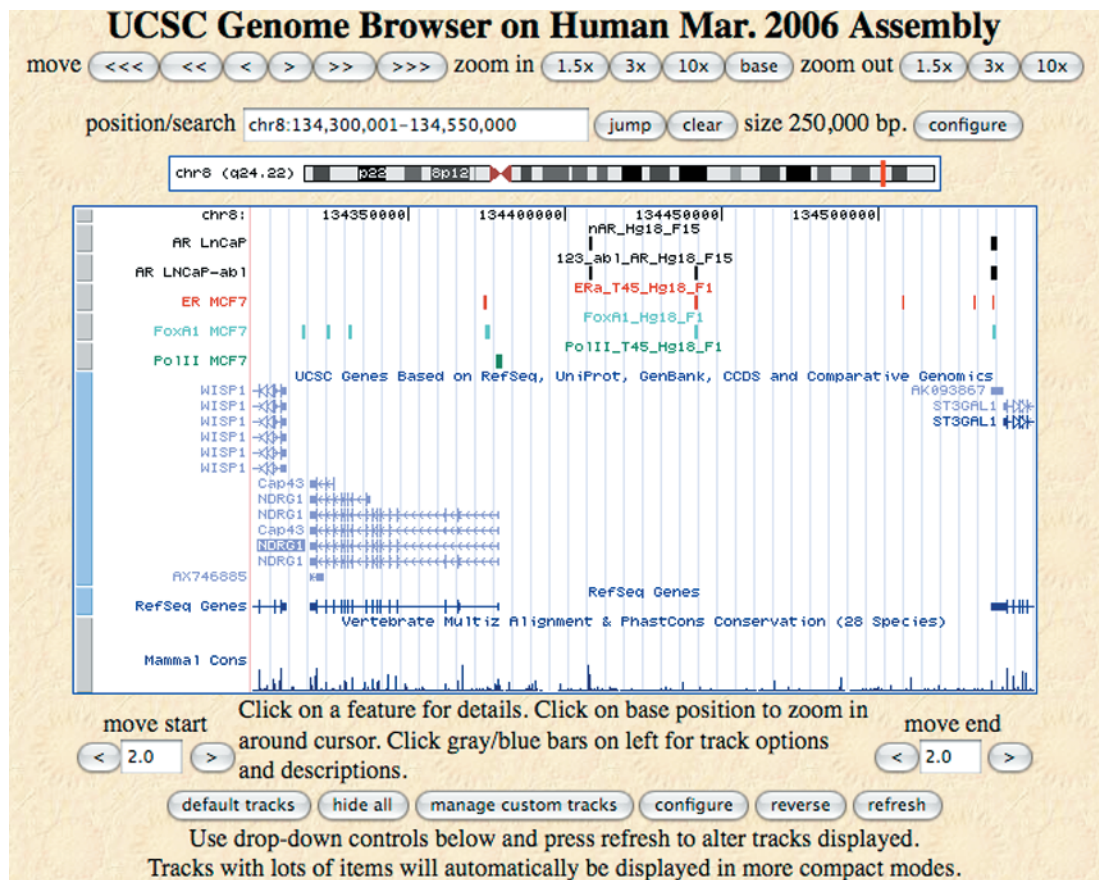 UCSC Genome Browser on Human Mar. 2006 Assembly
move <<< << < > >> >>> zoom in 1.5x 3x 10x base zoom out 1.5x 3x 10x
position/search chr8:134,300,001-134,550,000 jump clear size 250,000 bp. configure
chr8 (q24.22) p22 8p12
chr8: 134350000| 134400000| 134450000| 134500000|
nAR_Hg18_F15
AR LnCaP
123_abl_AR_Hg18_F15
AR LNCaP-abl
ERa_T45_Hg18_F1
ER MCF7
FoxA1_Hg18_F1
FoxA1 MCF7
PolII_T45_Hg18_F1
PolII MCF7
UCSC Genes Based on RefSeq, UniProt, GenBank, CCDS and Comparative Genomics
WISP1 AK093867
WISP1 ST3GAL1
WISP1 ST3GAL1
WISP1
WISP1
WISP1
Cap43
NDRG1
NDRG1
Cap43
NDRG1
NDRG1
AX746885
RefSeq Genes
RefSeq Genes
Vertebrate Multiz Alignment & PhastCons Conservation (28 Species)
Mammal Cons
move start
< 2.0 >
Click on a feature for details. Click on base position to zoom in
around cursor. Click gray/blue bars on left for track options
and descriptions.
move end
< 2.0 >
default tracks hide all manage custom tracks configure reverse refresh
Use drop-down controls below and press refresh to alter tracks displayed.
Tracks with lots of items will automatically be displayed in more compact modes.